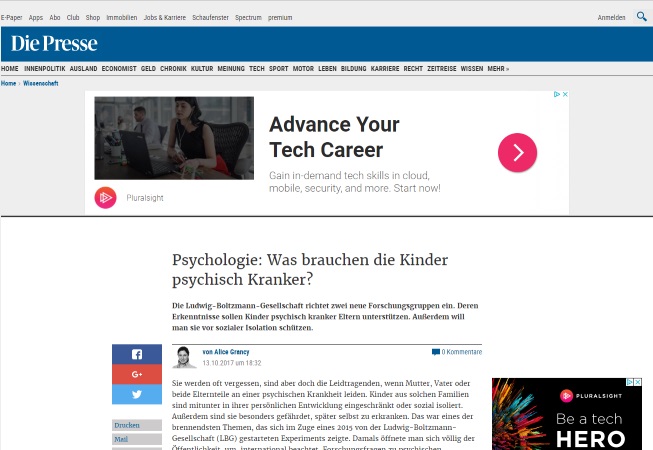 E-Paper Apps Abo Club Shop Immobilien Jobs & Karriere Schaufenster Spectrum premium Anmelden
Die Presse
HOME INNENPOLITIK AUSLAND ECONOMIST GELD CHRONIK KULTUR MEINUNG TECH SPORT MOTOR LEBEN BILDUNG KARRIERE RECHT ZEITREISE WISSEN MEHR »
Home › Wissenschaft
Advance Your
Tech Career
Gain in-demand tech skills in cloud,
mobile, security, and more. Start now!
Pluralsight
Psychologie: Was brauchen die Kinder
psychisch Kranker?
Die Ludwig-Boltzmann-Gesellschaft richtet zwei neue Forschungsgruppen ein. Deren
Erkenntnisse sollen Kinder psychisch kranker Eltern unterstützen. Außerdem will
man sie vor sozialer Isolation schützen.
von Alice Grancy
0 Kommentare
13.10.2017 um 18:32
G+
Sie werden oft vergessen, sind aber doch die Leidtragenden, wenn Mutter, Vater oder
beide Elternteile an einer psychischen Krankheit leiden. Kinder aus solchen Familien
sind mitunter in ihrer persönlichen Entwicklung eingeschränkt oder sozial isoliert.
Außerdem sind sie besonders gefährdet, später selbst zu erkranken. Das war eines der
brennendsten Themen, das sich im Zuge eines 2015 von der Ludwig-Boltzmann-
Gesellschaft (LBG) gestarteten Experiments zeigte. Damals öffnete man sich völlig der
Öffentlichkeit, um, international beachtet, Forschungsfragen zu psychischen
Drucken
Mail
PLURALSIGHT
Be a tech
HERO